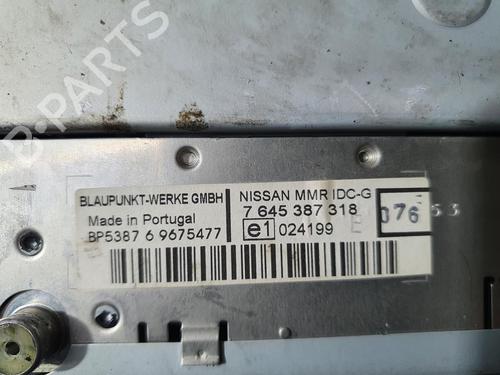 B-PARTS
BLAUPUNKT-WERKE GMBH
Made in Portugal
BP5387 6 9675477
NISSAN MMR IDC-G
7 645 387 318
e1 024199
E
076 53